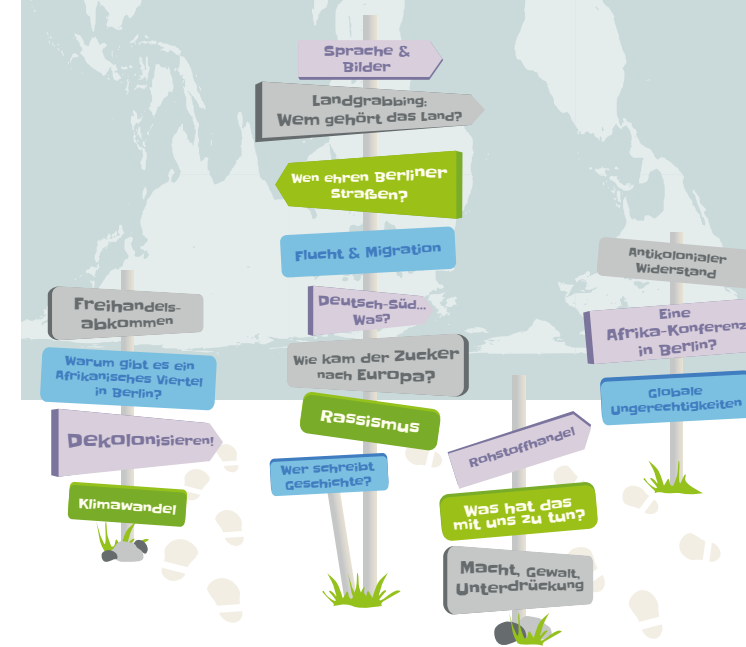 Sprache &
Bilder
Landgrabbing:
Wem gehört das Land?
Wen ehren Berliner
Straßen?
Flucht & Migration
Deutsch-Süd...
Was?
Wie kam der Zucker
nach Europa?
Rassismus
Wer schreibt
Geschichte?
Freihandels-
abkommen
Warum gibt es ein
Afrikanisches Viertel
in Berlin?
Dekolonisieren!
Klimawandel
Rohstoffhandel
Was hat das
mit uns zu tun?
Macht, Gewalt,
Unterdrückung
Antikolonialer
Widerstand
Eine
Afrika-Konferenz
in Berlin?
Globale
Ungerechtigkeiten